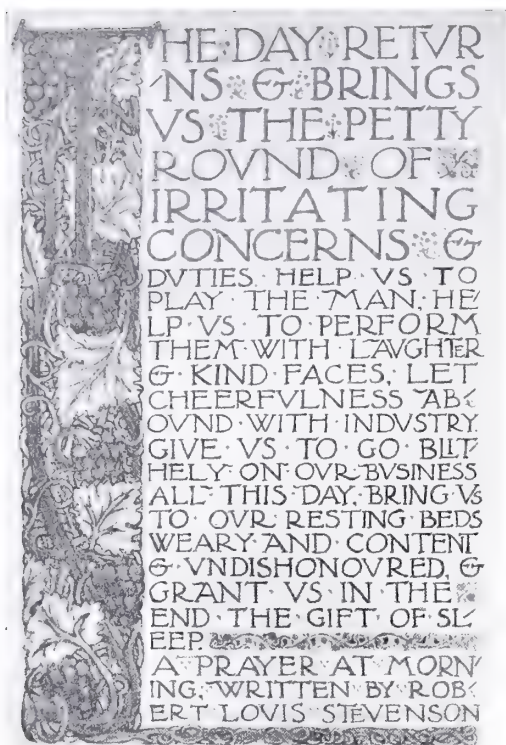 THE DAY RETVR
NS & BRINGS
VS THE PETTY
ROVND OF
IRRITATING
CONCERNS &
DVTIES. HELP VS TO
PLAY THE MAN, HE
LP VS TO PERFORM
THEM WITH LAVGHTER
& KIND FACES, LET
CHEERFVLNESS AB
OVND WITH INDVSTRY.
GIVE VS TO GO BLIT
HELY ON OVR BVSINESS
ALL THIS DAY, BRING VS
TO OVR RESTING BEDS
WEARY AND CONTENT
& VNDISHONOVRED, &
GRANT VS IN THE
END THE GIFT OF SL
EEP.
A PRAYER AT MORN
ING, WRITTEN BY ROB
ERT LOVIS STEVENSON